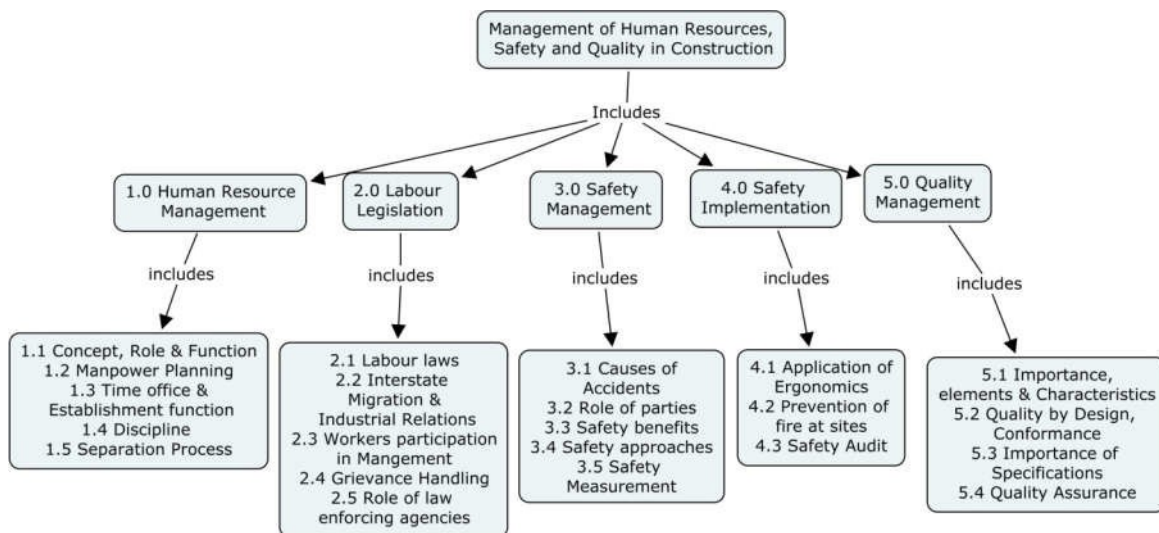 Management of Human Resources,
Safety and Quality in Construction
Includes
1.0 Human Resource
Management
2.0 Labour
Legislation
3.0 Safety
Management
4.0 Safety
Implementation
5.0 Quality
Management
includes
includes
includes
includes
includes
1.1 Concept, Role & Function
1.2 Manpower Planning
1.3 Time office &
Establishment function
1.4 Discipline
1.5 Separation Process
2.1 Labour laws
2.2 Interstate
Migration &
Industrial Relations
2.3 Workers participation
in Mangement
2.4 Grievance Handling
2.5 Role of law
enforcing agencies
3.1 Causes of
Accidents
3.2 Role of parties
3.3 Safety benefits
3.4 Safety approaches
3.5 Safety
Measurement
4.1 Application of
Ergonomics
4.2 Prevention of
fire at sites
4.3 Safety Audit
5.1 Importance,
elements & Characteristics
5.2 Quality by Design,
Conformance
5.3 Importance of
Specifications
5.4 Quality Assurance